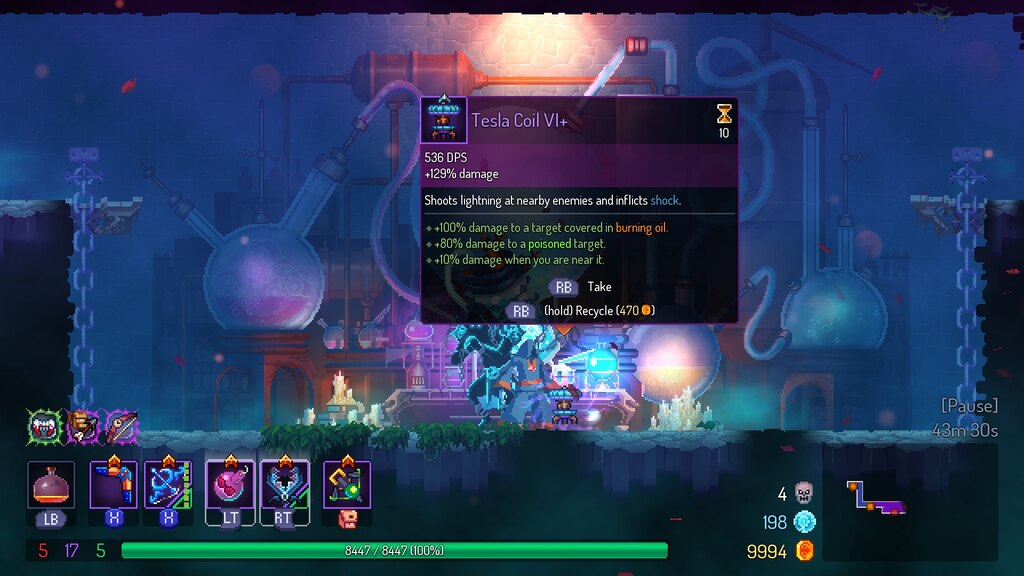 Tesla Coil VI+
10
536 DPS
+129% damage
Shoots lightning at nearby enemies and inflicts shock.
+100% damage to a target covered in burning oil.
+80% damage to a poisoned target.
+10% damage when you are near it.
RB Take
RB (hold) Recycle (470)
[Pause]
43m 30s
LB X X LT RT
4
198
9994
5 17 5
8447 / 8447 (100%)